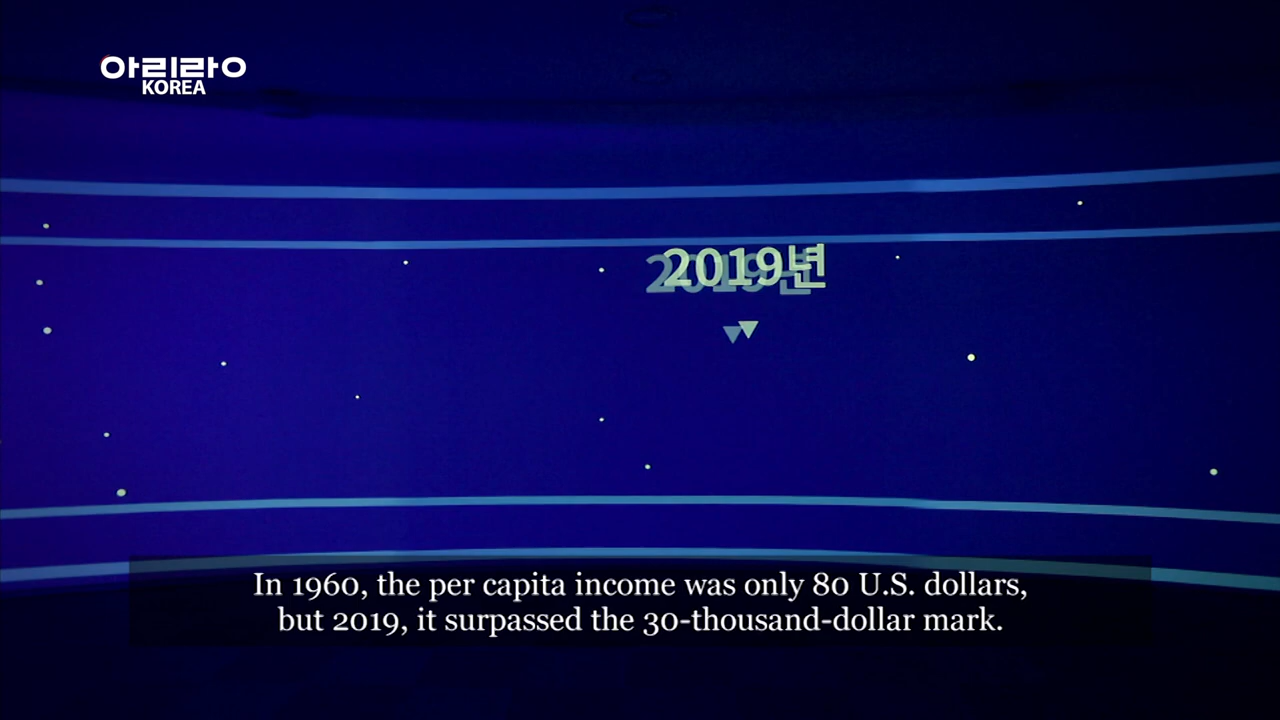 아리랑
KOREA
2019년
In 1960, the per capita income was only 80 U.S. dollars,
but 2019, it surpassed the 30-thousand-dollar mark.